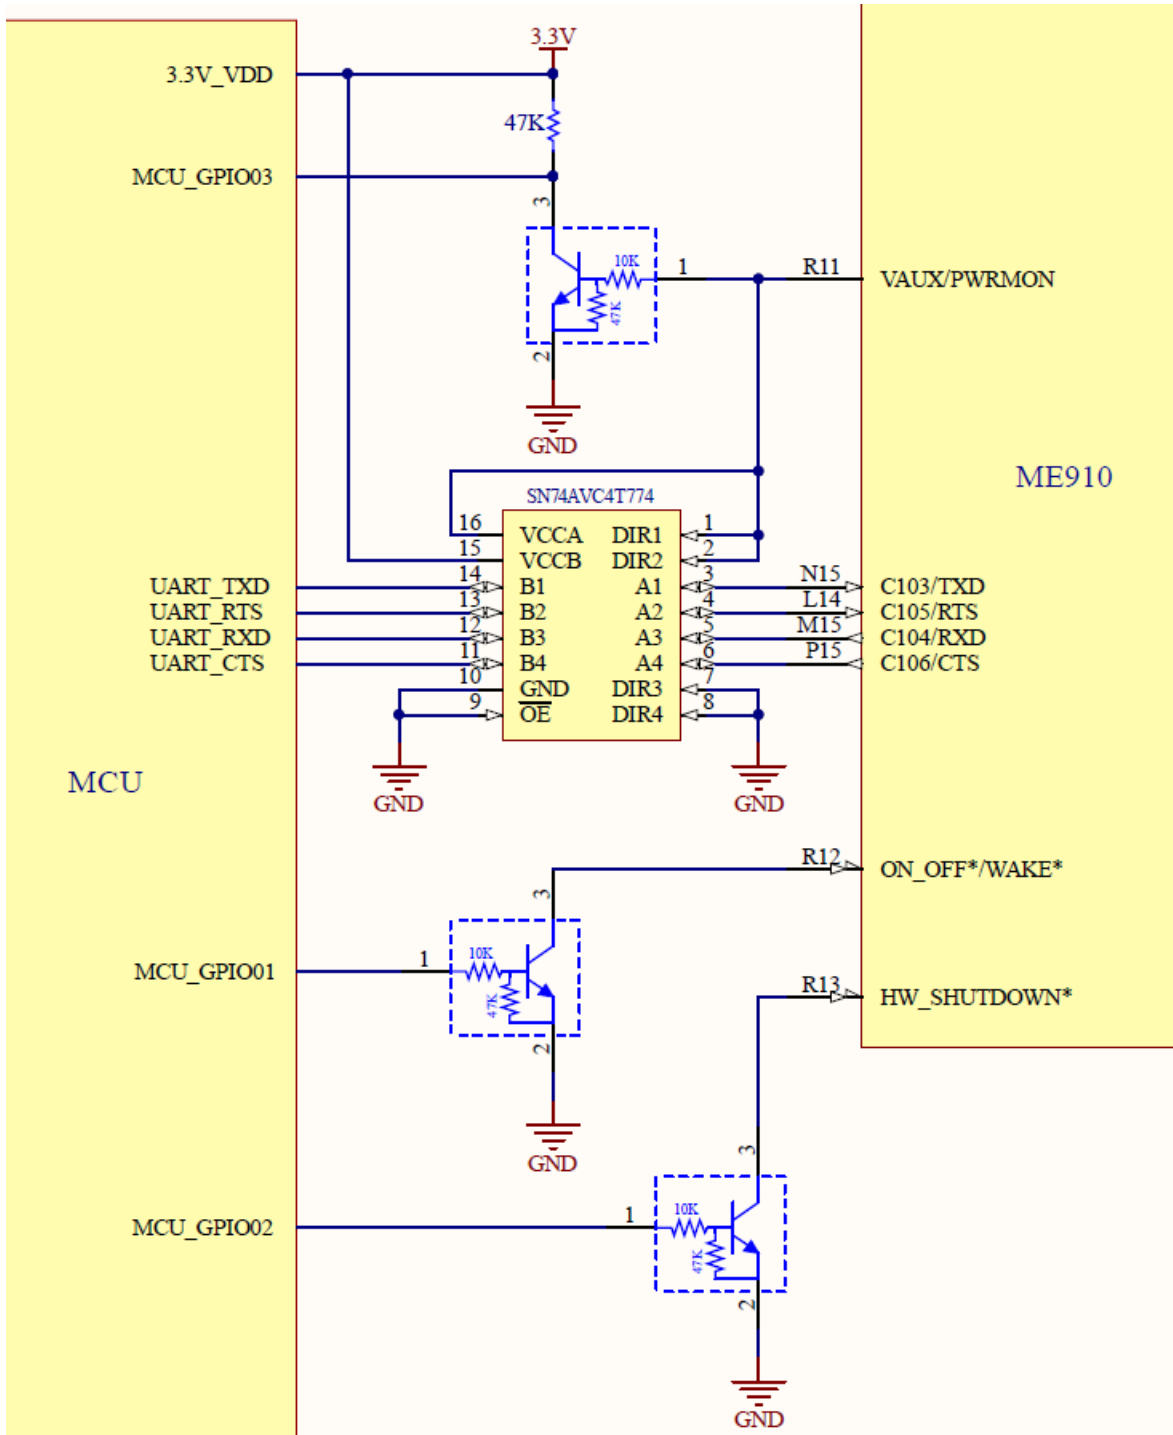 3.3V
3.3V_VDD
47K
MCU_GPIO03
3
10K
1
R11
VAUX/PWRMON
47K
2
GND
ME910
SN74AVC4T774
16 VCCA DIR1 1
15 VCCB DIR2 2
UART_TXD 14 B1 A1 3 N15 C103/TXD
UART_RTS 13 B2 A2 4 L14 C105/RTS
UART_RXD 12 B3 A3 5 M15 C104/RXD
UART_CTS 11 B4 A4 6 P15 C106/CTS
10 GND DIR3 7
9 OE DIR4 8
MCU
GND
GND
R12
ON_OFF*/WAKE*
3
MCU_GPIO01
1
10K
47K
2
R13
HW_SHUTDOWN*
GND
3
MCU_GPIO02
1
10K
47K
2
GND